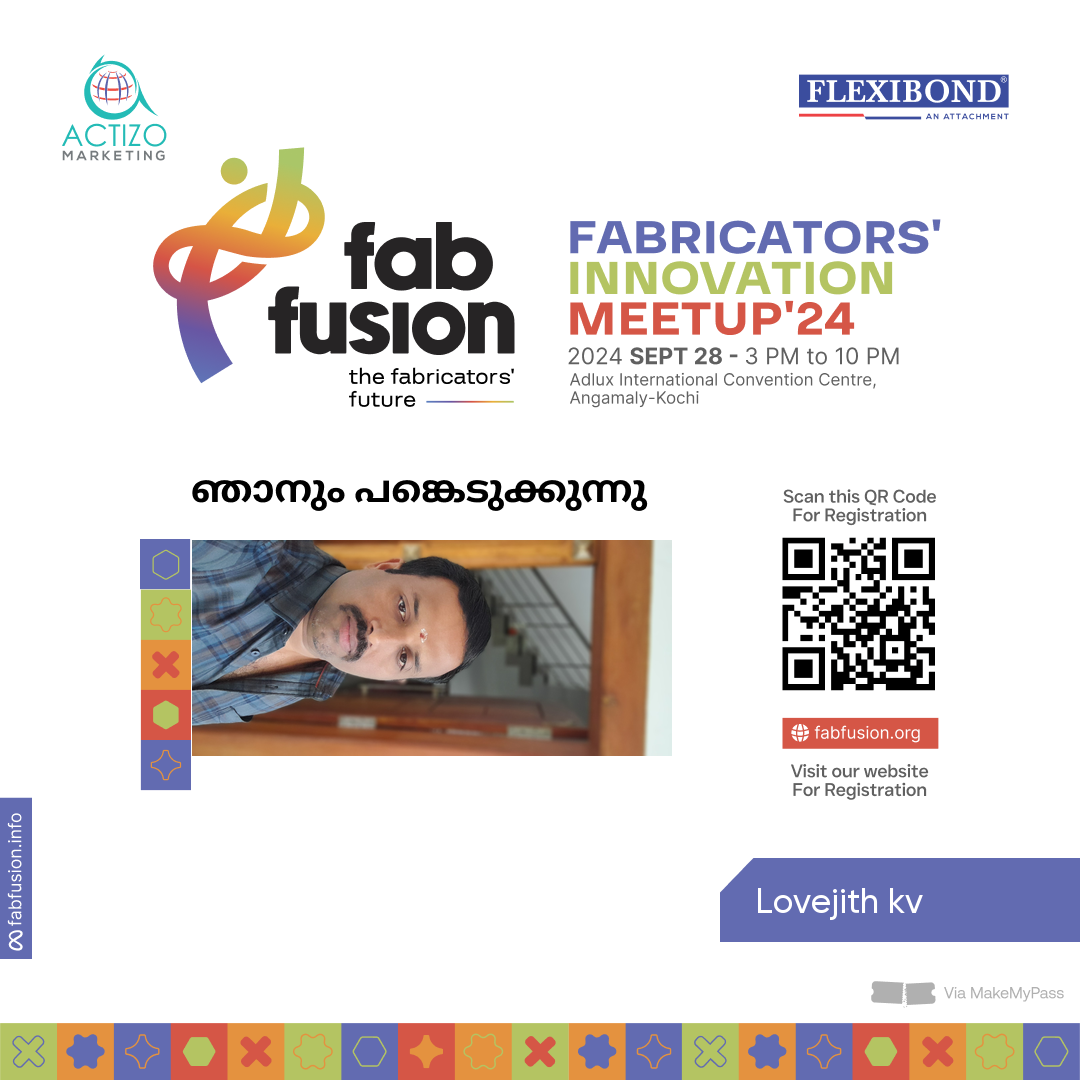 ACTIZO
MARKETING
FLEXIBOND®
AN ATTACHMENT
fab
fusion
the fabricators'
future
FABRICATORS'
INNOVATION
MEETUP'24
2024 SEPT 28 - 3 PM to 10 PM
Adlux International Convention Centre,
Angamaly-Kochi
ഞാനും പങ്കെടുക്കുന്നു
Scan this QR Code
For Registration
fabfusion.org
Visit our website
For Registration
fabfusion.info
Lovejith kv
Via MakeMyPass